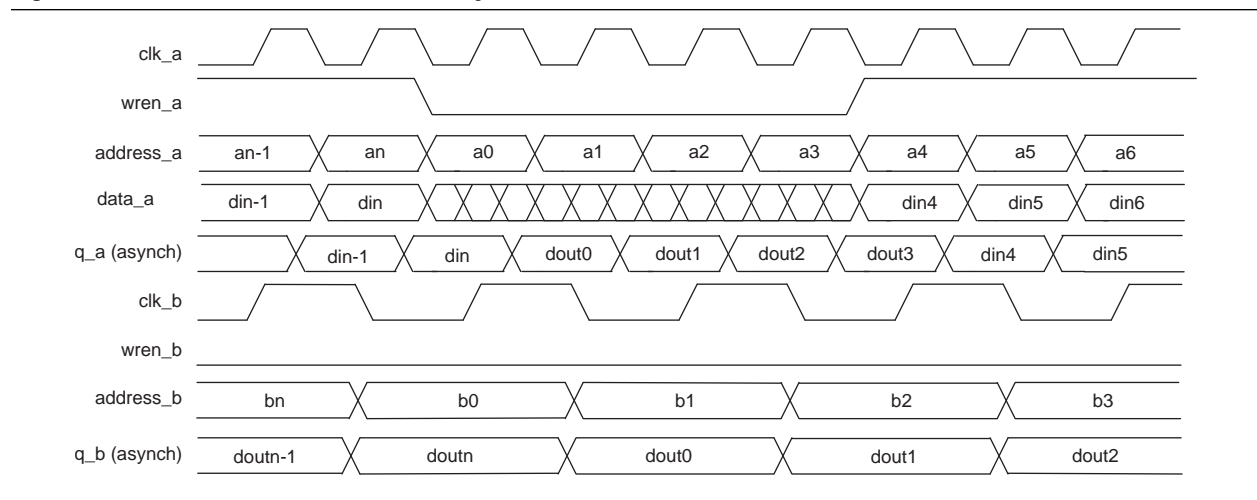 clk_a
wren_a
address_a an-1 an a0 a1 a2 a3 a4 a5 a6
data_a din-1 din din4 din5 din6
q_a (asynch) din-1 din dout0 dout1 dout2 dout3 din4 din5
clk_b
wren_b
address_b bn b0 b1 b2 b3
q_b (asynch) doutn-1 doutn dout0 dout1 dout2